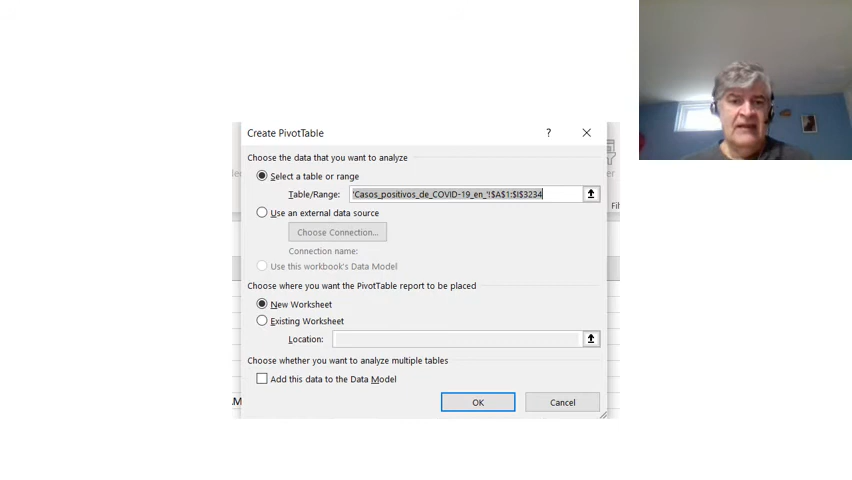 Create PivotTable ?
Choose the data that you want to analyze
Select a table or range
Table/Range: 'Casos_positivos_de_COVID-19_en_'!$A$1:$I$3234
Use an external data source
Choose Connection...
Connection name:
Use this workbook's Data Model
Choose where you want the PivotTable report to be placed
New Worksheet
Existing Worksheet
Location:
Choose whether you want to analyze multiple tables
Add this data to the Data Model
OK Cancel